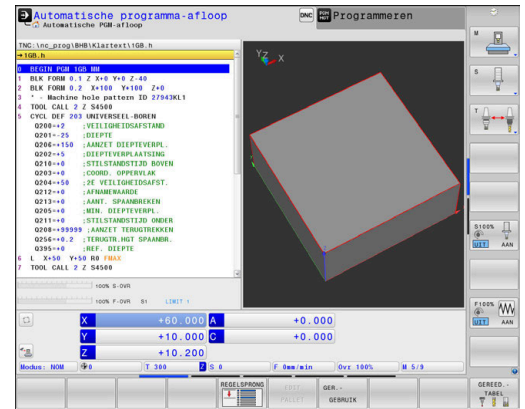 Automatische programma-afloop
Automatische PGM-afloop
DNC
Programmeren
TNC:\nc_prog\BHB\Klartext\1GB.h
→1GB.h
0 BEGIN PGM 1GB MM
1 BLK FORM 0.1 Z X+0 Y+0 Z-40
2 BLK FORM 0.2 X+100 Y+100 Z+0
3 * - Machine hole pattern ID 27943KL1
4 TOOL CALL 2 Z S4500
5 CYCL DEF 203 UNIVERSEEL-BOREN
Q200=+2 ;VEILIGHEIDSAFSTAND
Q201=-25 ;DIEPTE
Q206=+150 ;AANZET DIEPTEVERPL.
Q202=+5 ;DIEPTEVERPLAATSING
Q210=+0 ;STILSTANDSTIJD BOVEN
Q203=+0 ;COORD. OPPERVLAK
Q204=+50 ;2E VEILIGHEIDSAFST.
Q212=+0 ;AFNAMEWAARDE
Q213=+0 ;AANT. SPAANBREKEN
Q205=+0 ;MIN. DIEPTEVERPL.
Q211=+0 ;STILSTANDSTIJD ONDER
Q208=+99999 ;AANZET TERUGTREKKEN
Q256=+0.2 ;TERUGTR.HGT SPAANBR.
Q395=+0 ;REF. DIEPTE
6 L X+50 Y+50 R0 FMAX
7 TOOL CALL 2 Z S4500
Y Z X
100% S-OVR
100% F-OVR S1 LIMIT 1
X +60.000 A +0.000
Y +10.000 C +0.000
Z +10.200
Modus: NOM 0 T 300 Z S 0 F 0mm/min Ovr 100% M 5/9
M
S
T
S100%
UIT AAN
F100%
UIT AAN
REGELSPRONG
PALLET
GER.-
GEBRUIK
GEREED.-
TABEL